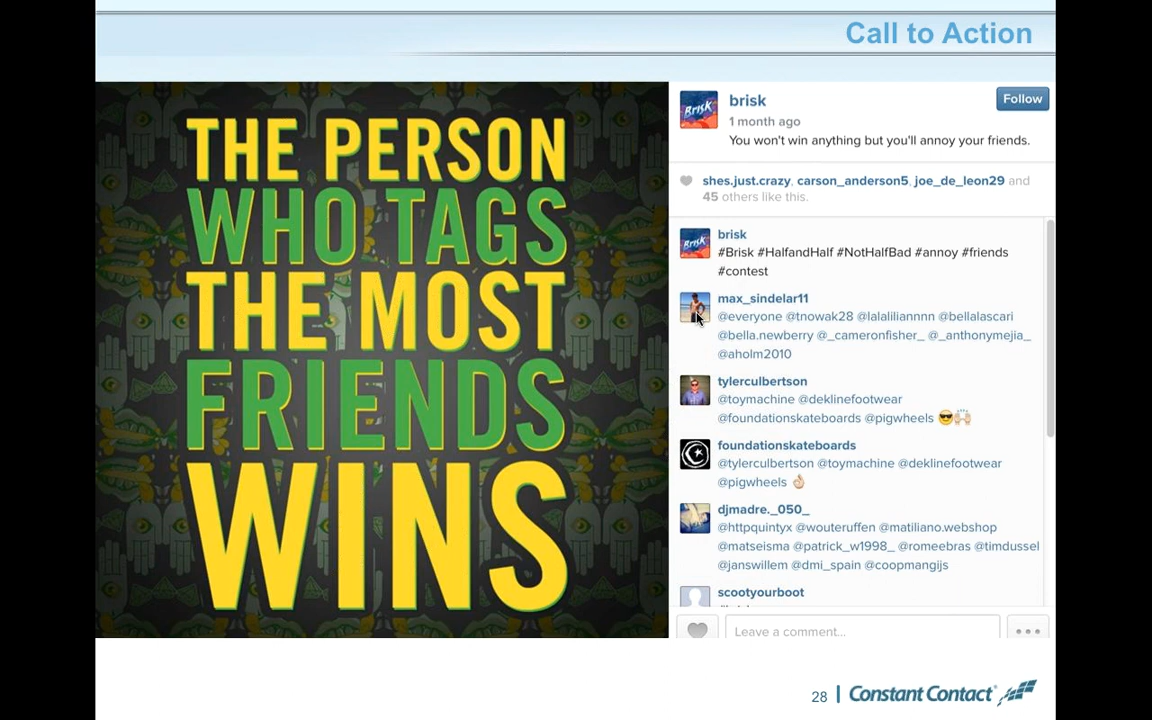 Call to Action
THE PERSON
WHO TAGS
THE MOST
FRIENDS
WINS
brisk
Follow
1 month ago
You won't win anything but you'll annoy your friends.
shes.just.crazy, carson_anderson5, joe_de_leon29 and
45 others like this.
brisk
#Brisk #HalfandHalf #NotHalfBad #annoy #friends
#contest
max_sindelar11
@everyone @tnowak28 @lalaliliannnn @bellalascari
@bella.newberry @_cameronfisher_ @_anthonymejia_
@aholm2010
tylerculbertson
@toymachine @deklinefootwear
@foundationskateboards @pigwheels 😎🙌🏻
foundationskateboards
@tylerculbertson @toymachine @deklinefootwear
@pigwheels 👌🏻
djmadre._050_
@httpquintyx @wouteruffen @matiliano.webshop
@matseisma @patrick_w1998_ @romeebras @timdussel
@janswillem @dmi_spain @coopmangijs
scootyourboot
Leave a comment...
28 | Constant Contact